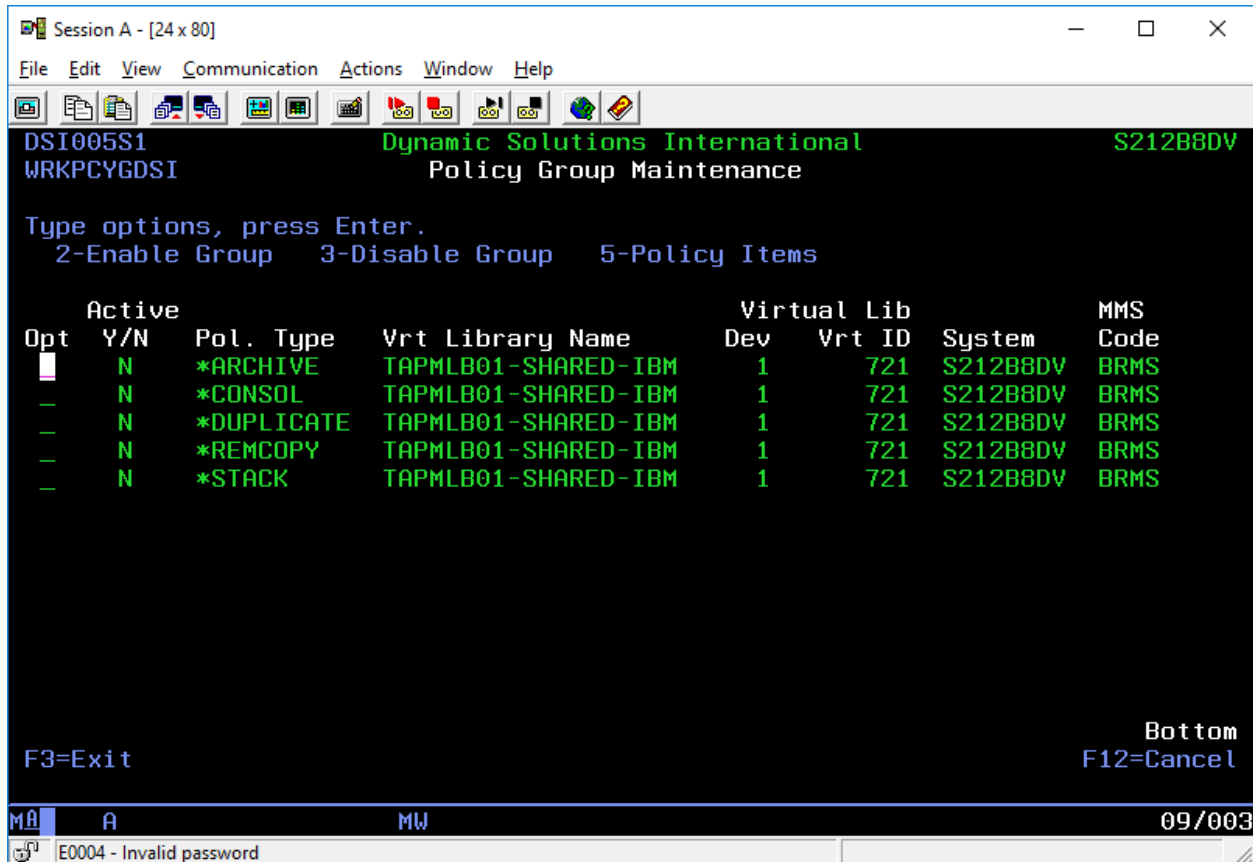 Session A - [24 x 80]
File Edit View Communication Actions Window Help
DSI005S1 Dynamic Solutions International S212B8DV
WRKPCYGDSI Policy Group Maintenance
Type options, press Enter.
2-Enable Group 3-Disable Group 5-Policy Items
Active Virtual Lib MMS
Opt Y/N Pol. Type Vrt Library Name Dev Vrt ID System Code
N *ARCHIVE TAPMLB01-SHARED-IBM 1 721 S212B8DV BRMS
_ N *CONSOL TAPMLB01-SHARED-IBM 1 721 S212B8DV BRMS
_ N *DUPLICATE TAPMLB01-SHARED-IBM 1 721 S212B8DV BRMS
_ N *REMCOPY TAPMLB01-SHARED-IBM 1 721 S212B8DV BRMS
_ N *STACK TAPMLB01-SHARED-IBM 1 721 S212B8DV BRMS
Bottom
F3=Exit F12=Cancel
MA A MW 09/003
E0004 - Invalid password